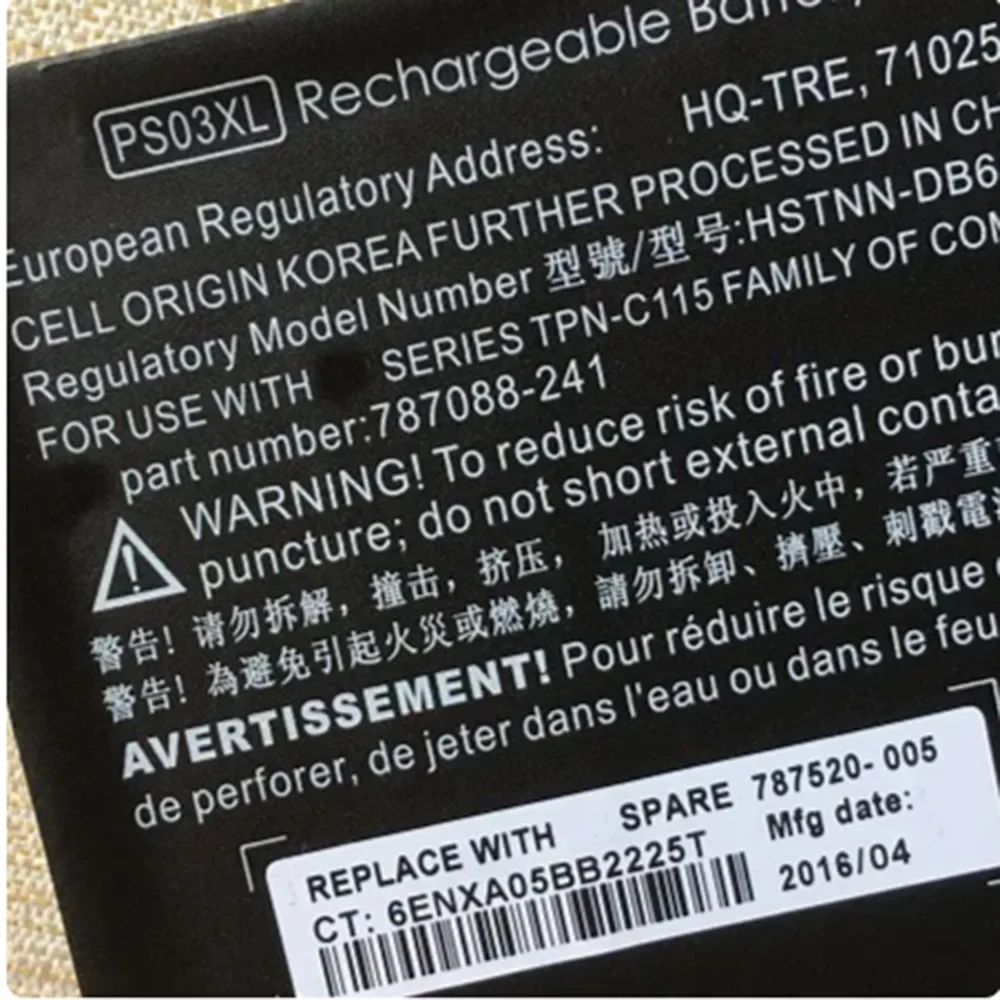 PS03XL Rechargeable
European Regulatory Address: HQ-TRE, 71025
CELL ORIGIN KOREA FURTHER PROCESSED IN CH
Regulatory Model Number 型號/型号:HSTNN-DB6
FOR USE WITH SERIES TPN-C115 FAMILY OF CON
part number:787088-241
WARNING! To reduce risk of fire or bur
puncture; do not short external conta
警告! 请勿拆解，撞击，挤压， 加热或投入火中，若严重
警告! 為避免引起火災或燃燒，請勿拆卸、擠壓、刺戳電
AVERTISSEMENT! Pour réduire le risque
de perforer, de jeter dans l'eau ou dans le feu
REPLACE WITH SPARE 787520-005
CT: 6ENXA05BB2225T Mfg date:
2016/04